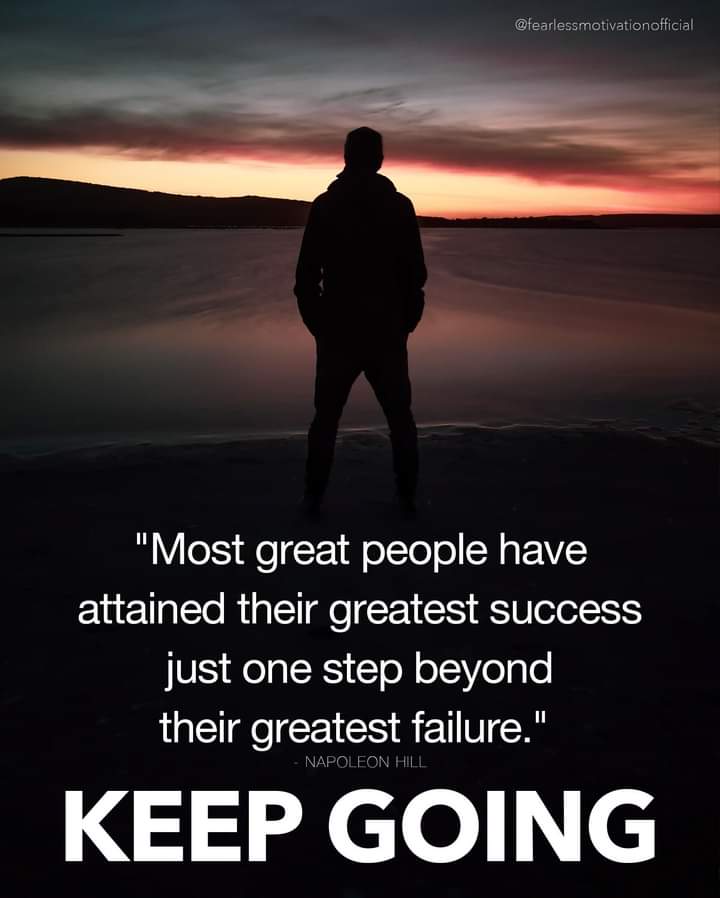 @fearlessmotivationofficial
"Most great people have
attained their greatest success
just one step beyond
their greatest failure."
- NAPOLEON HILL
KEEP GOING